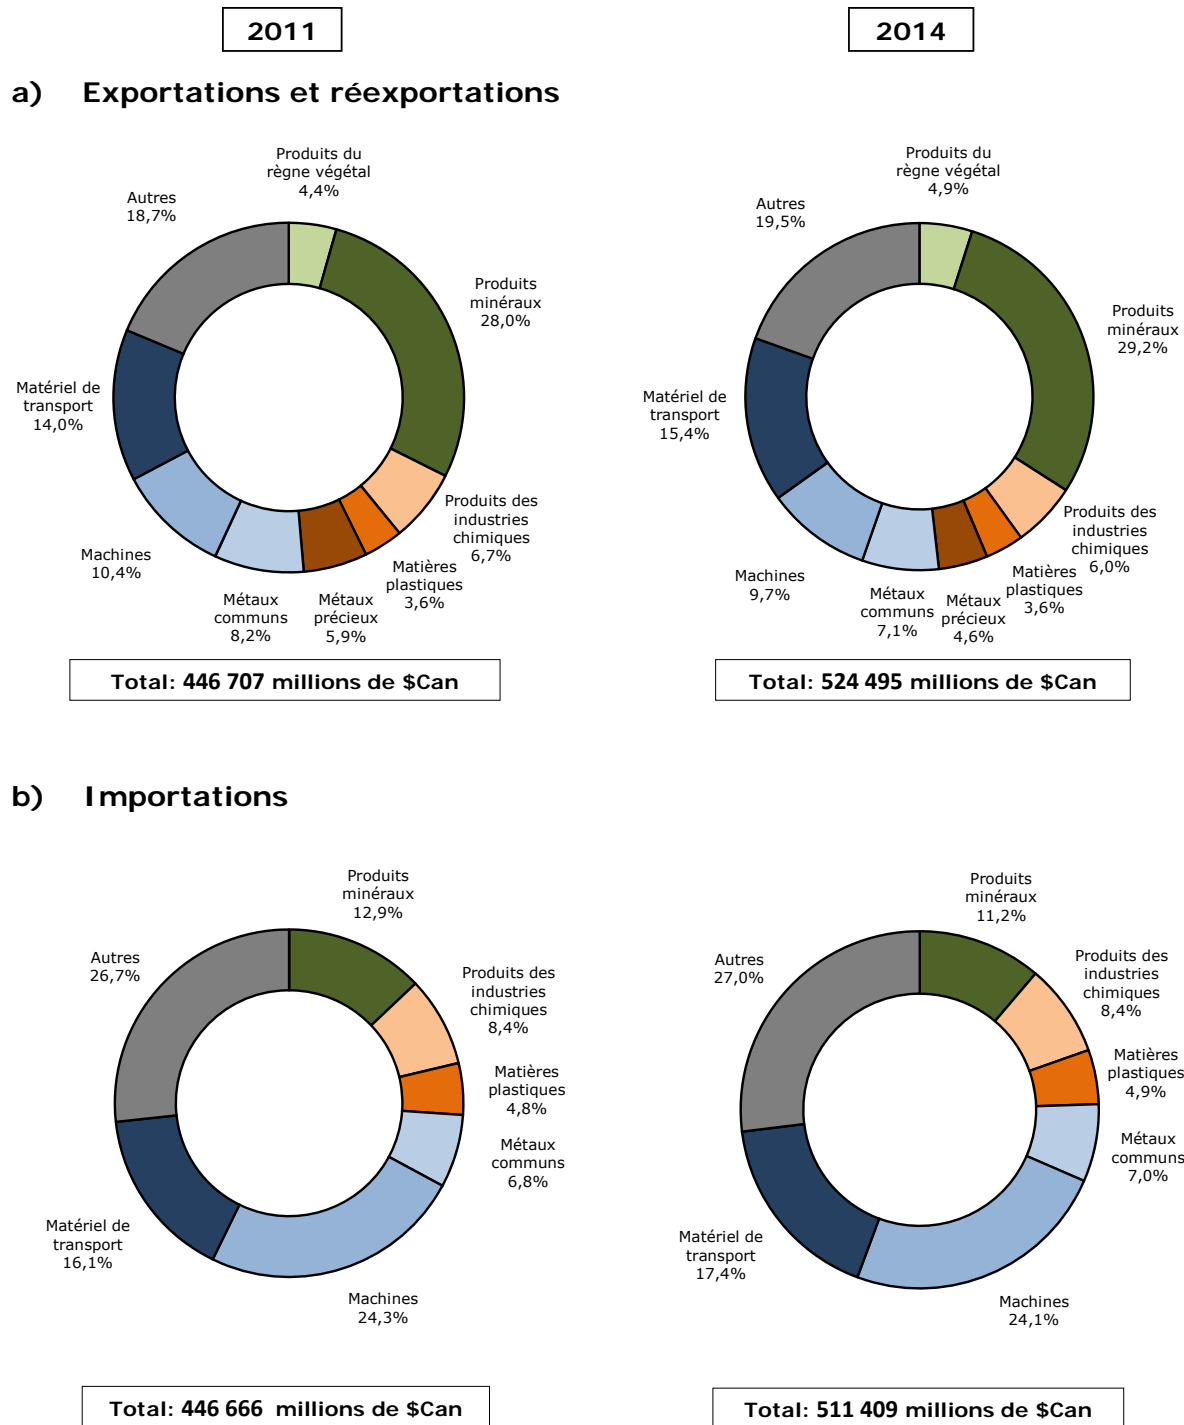 2011
2014
a) Exportations et réexportations
Produits du
règne végétal
4,4%
Produits
minéraux
28,0%
Produits des
industries
chimiques
6,7%
Matières
plastiques
3,6%
Métaux
précieux
5,9%
Métaux
communs
8,2%
Machines
10,4%
Matériel de
transport
14,0%
Autres
18,7%
Total: 446 707 millions de $Can
Produits du
règne végétal
4,9%
Produits
minéraux
29,2%
Produits des
industries
chimiques
6,0%
Matières
plastiques
3,6%
Métaux
précieux
4,6%
Métaux
communs
7,1%
Machines
9,7%
Matériel de
transport
15,4%
Autres
19,5%
Total: 524 495 millions de $Can
b) Importations
Produits
minéraux
12,9%
Produits des
industries
chimiques
8,4%
Matières
plastiques
4,8%
Métaux
communs
6,8%
Machines
24,3%
Matériel de
transport
16,1%
Autres
26,7%
Total: 446 666 millions de $Can
Produits
minéraux
11,2%
Produits des
industries
chimiques
8,4%
Matières
plastiques
4,9%
Métaux
communs
7,0%
Machines
24,1%
Matériel de
transport
17,4%
Autres
27,0%
Total: 511 409 millions de $Can